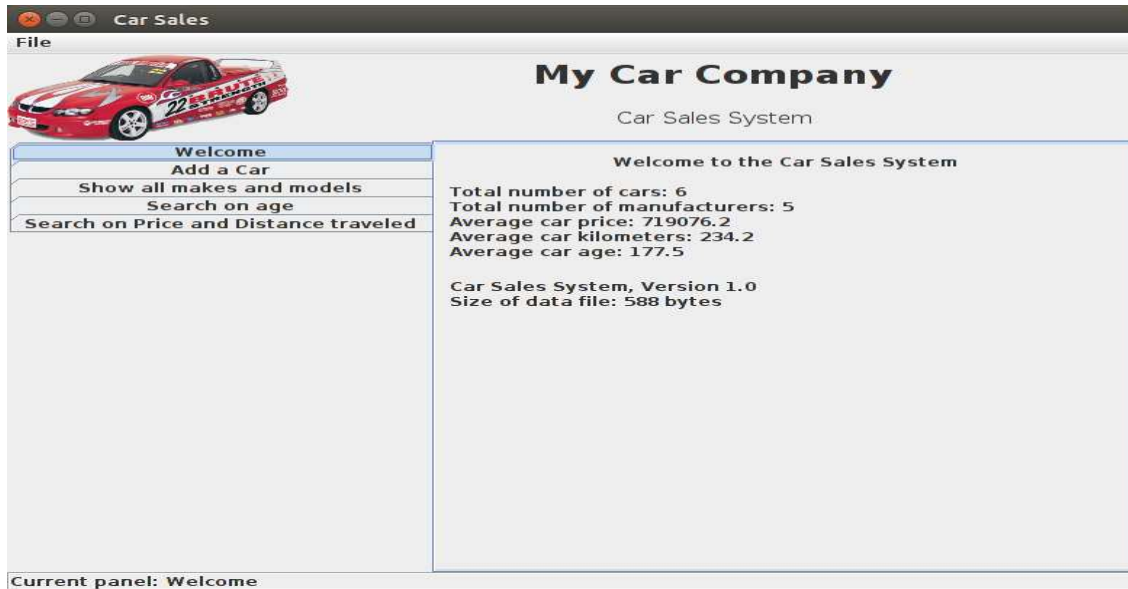 Car Sales
File
22 BRUTE
STRENGTH
My Car Company
Car Sales System
Welcome
Add a Car
Show all makes and models
Search on age
Search on Price and Distance traveled
Welcome to the Car Sales System
Total number of cars: 6
Total number of manufacturers: 5
Average car price: 719076.2
Average car kilometers: 234.2
Average car age: 177.5
Car Sales System, Version 1.0
Size of data file: 588 bytes
Current panel: Welcome